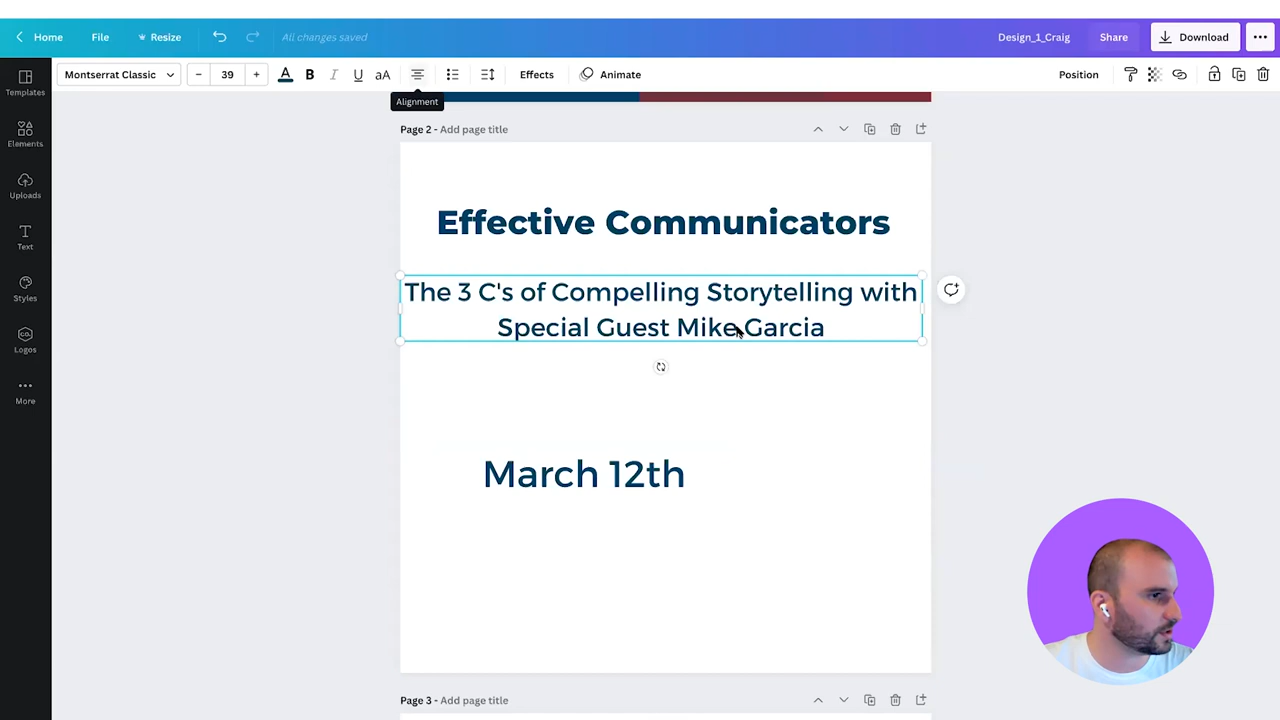 Home File Resize All changes saved Design_1_Craig Share Download
Montserrat Classic - 39 + A B I U aA Effects Animate Position
Alignment
Templates
Elements
Uploads
Text
Styles
CO.
Logos
More
Page 2 - Add page title
Effective Communicators
The 3 C's of Compelling Storytelling with
Special Guest Mike Garcia
March 12th
Page 3 - Add page title